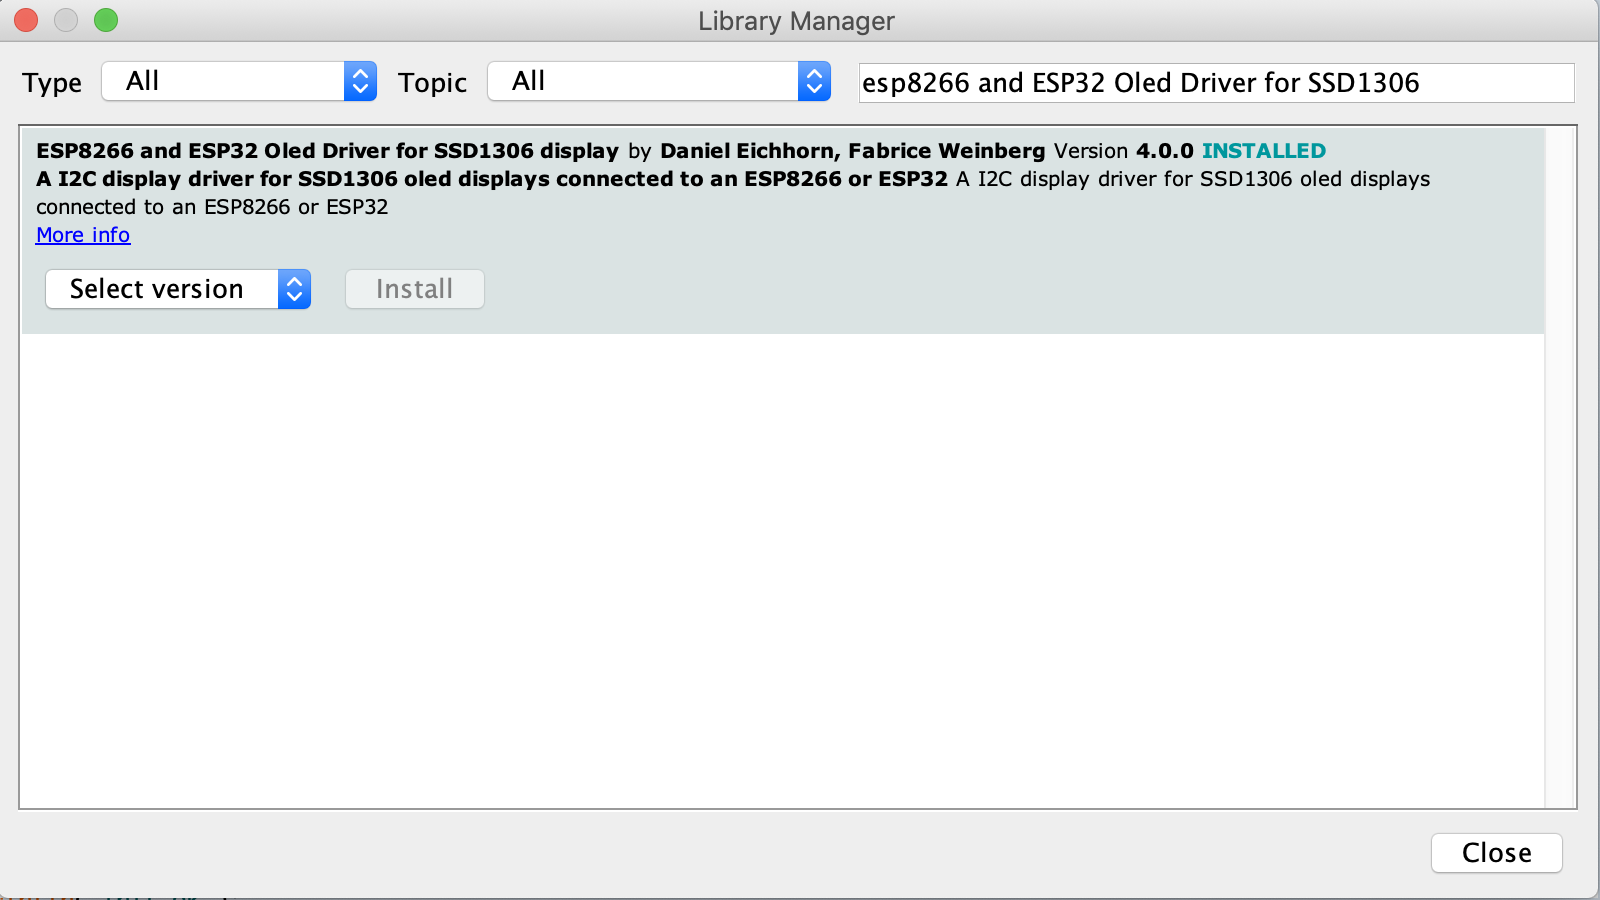 Library Manager
Type All Topic All esp8266 and ESP32 Oled Driver for SSD1306
ESP8266 and ESP32 Oled Driver for SSD1306 display by Daniel Eichhorn, Fabrice Weinberg Version 4.0.0 INSTALLED
A I2C display driver for SSD1306 oled displays connected to an ESP8266 or ESP32 A I2C display driver for SSD1306 oled displays
connected to an ESP8266 or ESP32
More info
Select version Install
Close